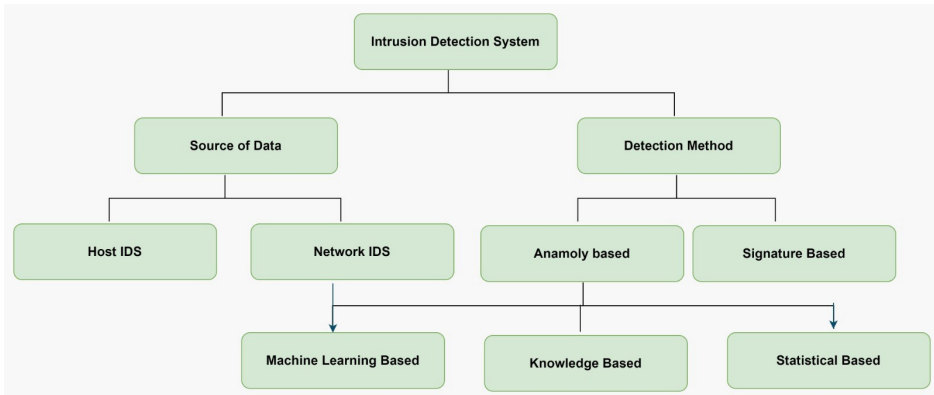 Intrusion Detection System
Source of Data
Detection Method
Host IDS
Network IDS
Anamoly based
Signature Based
Machine Learning Based
Knowledge Based
Statistical Based